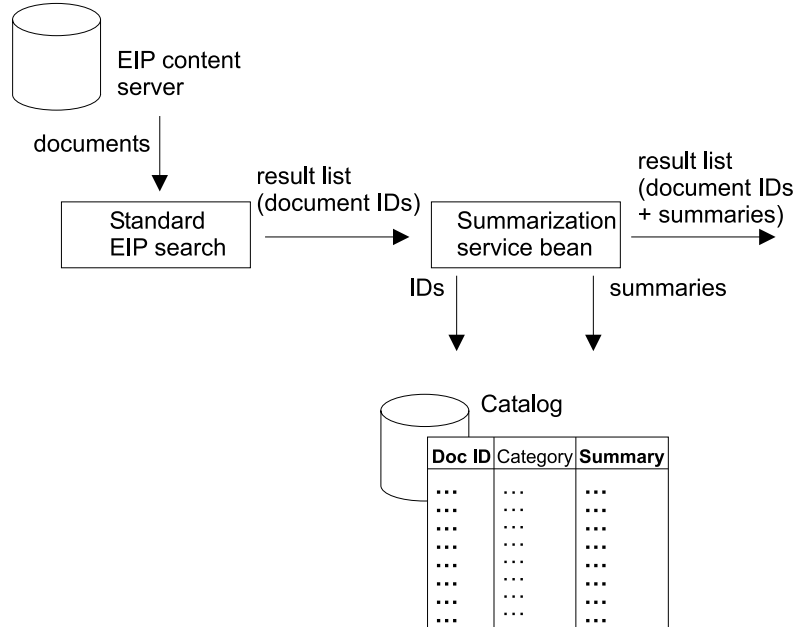 EIP content
server
documents
result list
(document IDs)
result list
(document IDs
+ summaries)
Standard
EIP search
Summarization
service bean
IDs
summaries
Catalog
Doc ID Category Summary
... ... ...
... ... ...
... ... ...
... ... ...
... ... ...
... ... ...
... ... ...
... ... ...